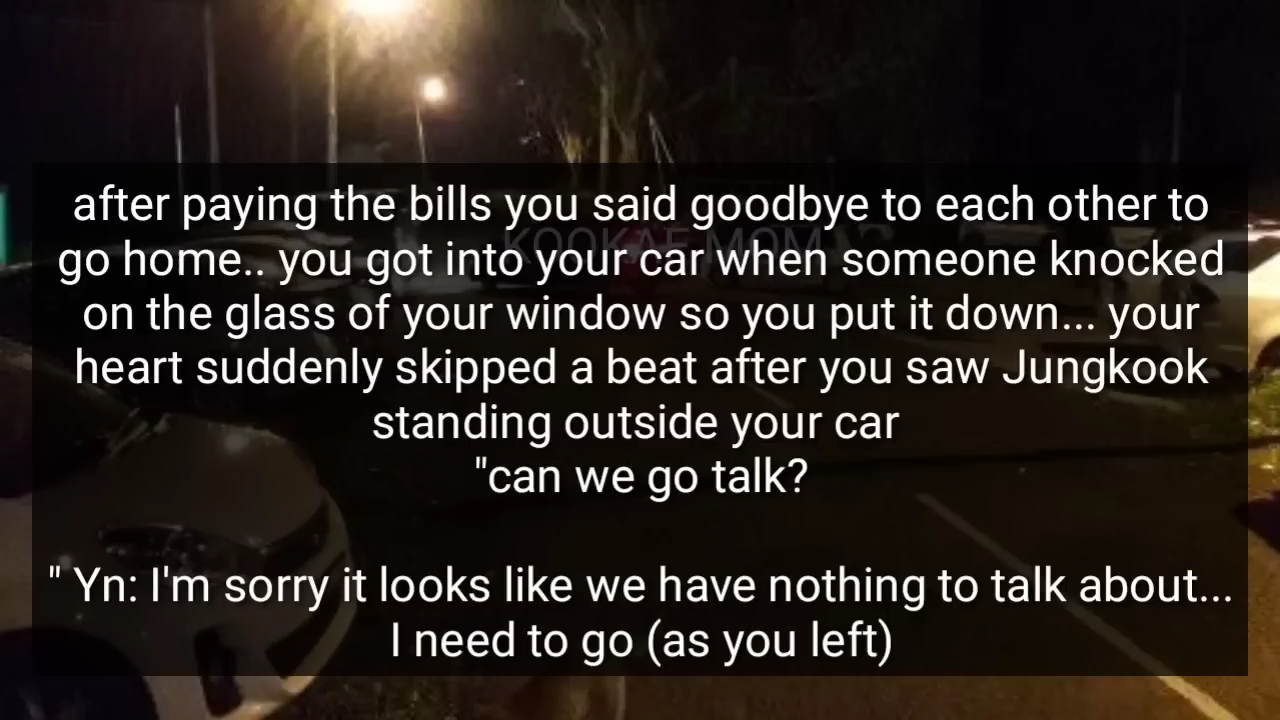 after paying the bills you said goodbye to each other to
go home.. you got into your car when someone knocked
on the glass of your window so you put it down... your
heart suddenly skipped a beat after you saw Jungkook
standing outside your car
"can we go talk?
" Yn: I'm sorry it looks like we have nothing to talk about...
I need to go (as you left)